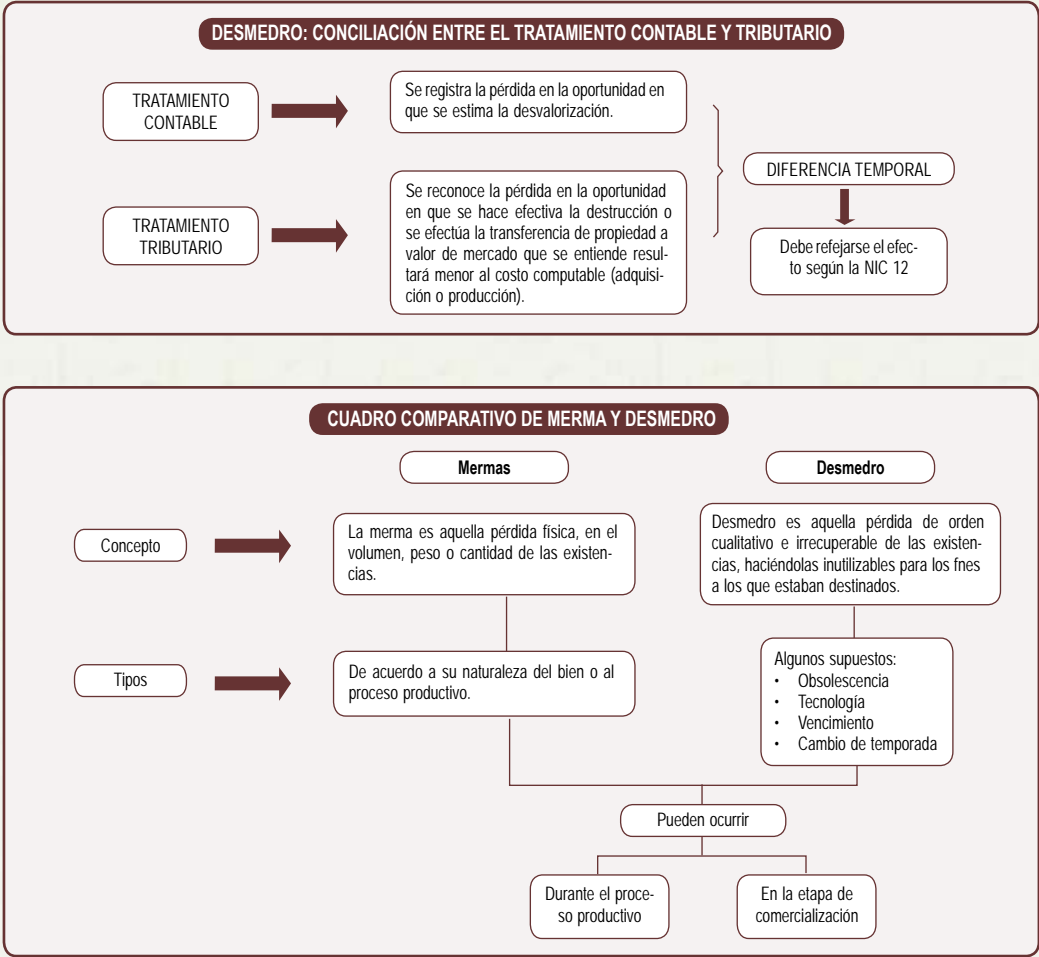 DESMEDRO: CONCILIACIÓN ENTRE EL TRATAMIENTO CONTABLE Y TRIBUTARIO
TRATAMIENTO
CONTABLE
Se registra la pérdida en la oportunidad en
que se estima la desvalorización.
TRATAMIENTO
TRIBUTARIO
Se reconoce la pérdida en la oportunidad
en que se hace efectiva la destrucción o
se efectúa la transferencia de propiedad a
valor de mercado que se entiende resul-
tará menor al costo computable (adquisi-
ción o producción).
DIFERENCIA TEMPORAL
Debe refejarse el efec-
to según la NIC 12
CUADRO COMPARATIVO DE MERMA Y DESMEDRO
Mermas
Desmedro
Concepto
La merma es aquella pérdida física, en el
volumen, peso o cantidad de las existen-
cias.
Desmedro es aquella pérdida de orden
cualitativo e irrecuperable de las existen-
cias, haciéndolas inutilizables para los fnes
a los que estaban destinados.
Tipos
De acuerdo a su naturaleza del bien o al
proceso productivo.
Algunos supuestos:
• Obsolescencia
• Tecnología
• Vencimiento
• Cambio de temporada
Pueden ocurrir
Durante el proce-
so productivo
En la etapa de
comercialización